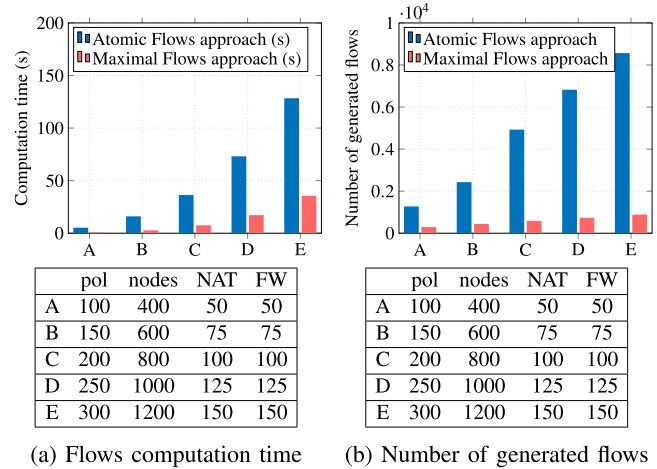 200
150
100
50
0
Computation time (s)
Atomic Flows approach (s)
Maximal Flows approach (s)
A B C D E
·10⁴
1
0.8
0.6
0.4
0.2
0
Number of generated flows
Atomic Flows approach
Maximal Flows approach
A B C D E
pol nodes NAT FW
A 100 400 50 50
B 150 600 75 75
C 200 800 100 100
D 250 1000 125 125
E 300 1200 150 150
pol nodes NAT FW
A 100 400 50 50
B 150 600 75 75
C 200 800 100 100
D 250 1000 125 125
E 300 1200 150 150
(a) Flows computation time
(b) Number of generated flows